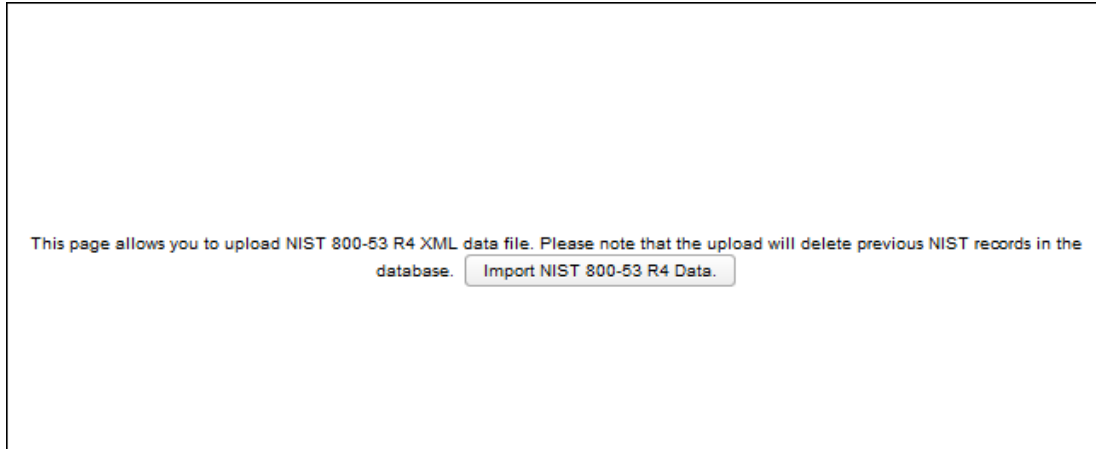 This page allows you to upload NIST 800-53 R4 XML data file. Please note that the upload will delete previous NIST records in the
database. Import NIST 800-53 R4 Data.